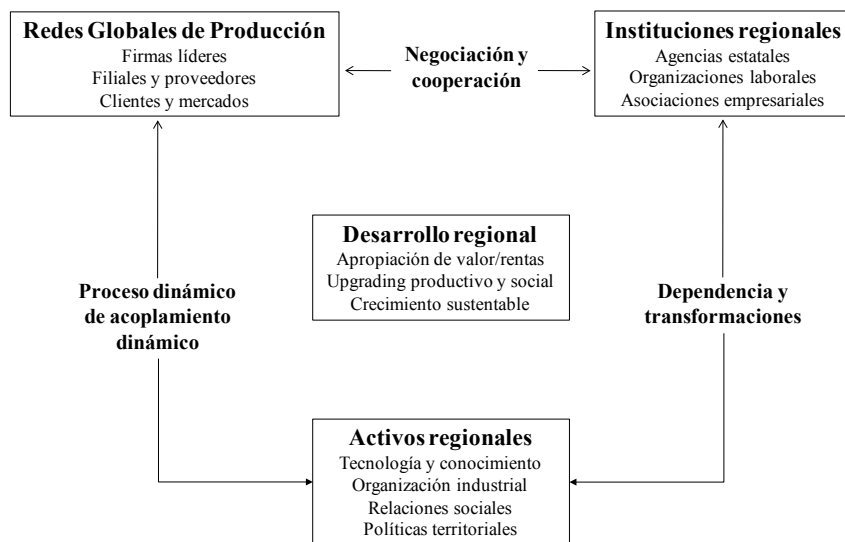 Redes Globales de Producción
Firmas líderes
Filiales y proveedores
Clientes y mercados
Negociación y
cooperación
Instituciones regionales
Agencias estatales
Organizaciones laborales
Asociaciones empresariales
Desarrollo regional
Apropiación de valor/rentas
Upgrading productivo y social
Crecimiento sustentable
Proceso dinámico
de acoplamiento
dinámico
Dependencia y
transformaciones
Activos regionales
Tecnología y conocimiento
Organización industrial
Relaciones sociales
Políticas territoriales